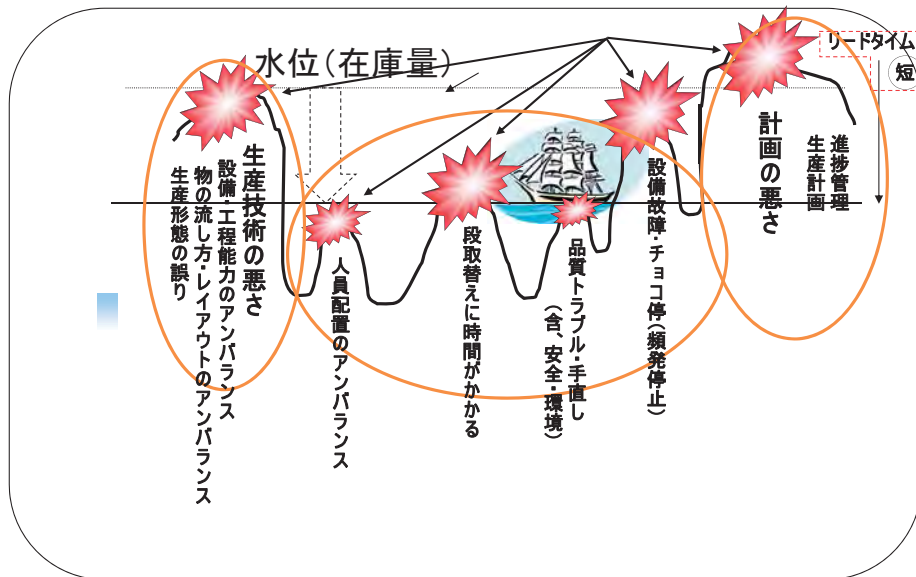 水位(在庫量)
リードタイム
短
生産技術の悪さ
設備・工程能力のアンバランス
物の流し方・レイアウトのアンバランス
生産形態の誤り
人員配置のアンバランス
段取替えに時間がかかる
品質トラブル・手直し
(含、安全・環境)
設備故障・チョコ停(頻発停止)
計画の悪さ
進捗管理
生産計画